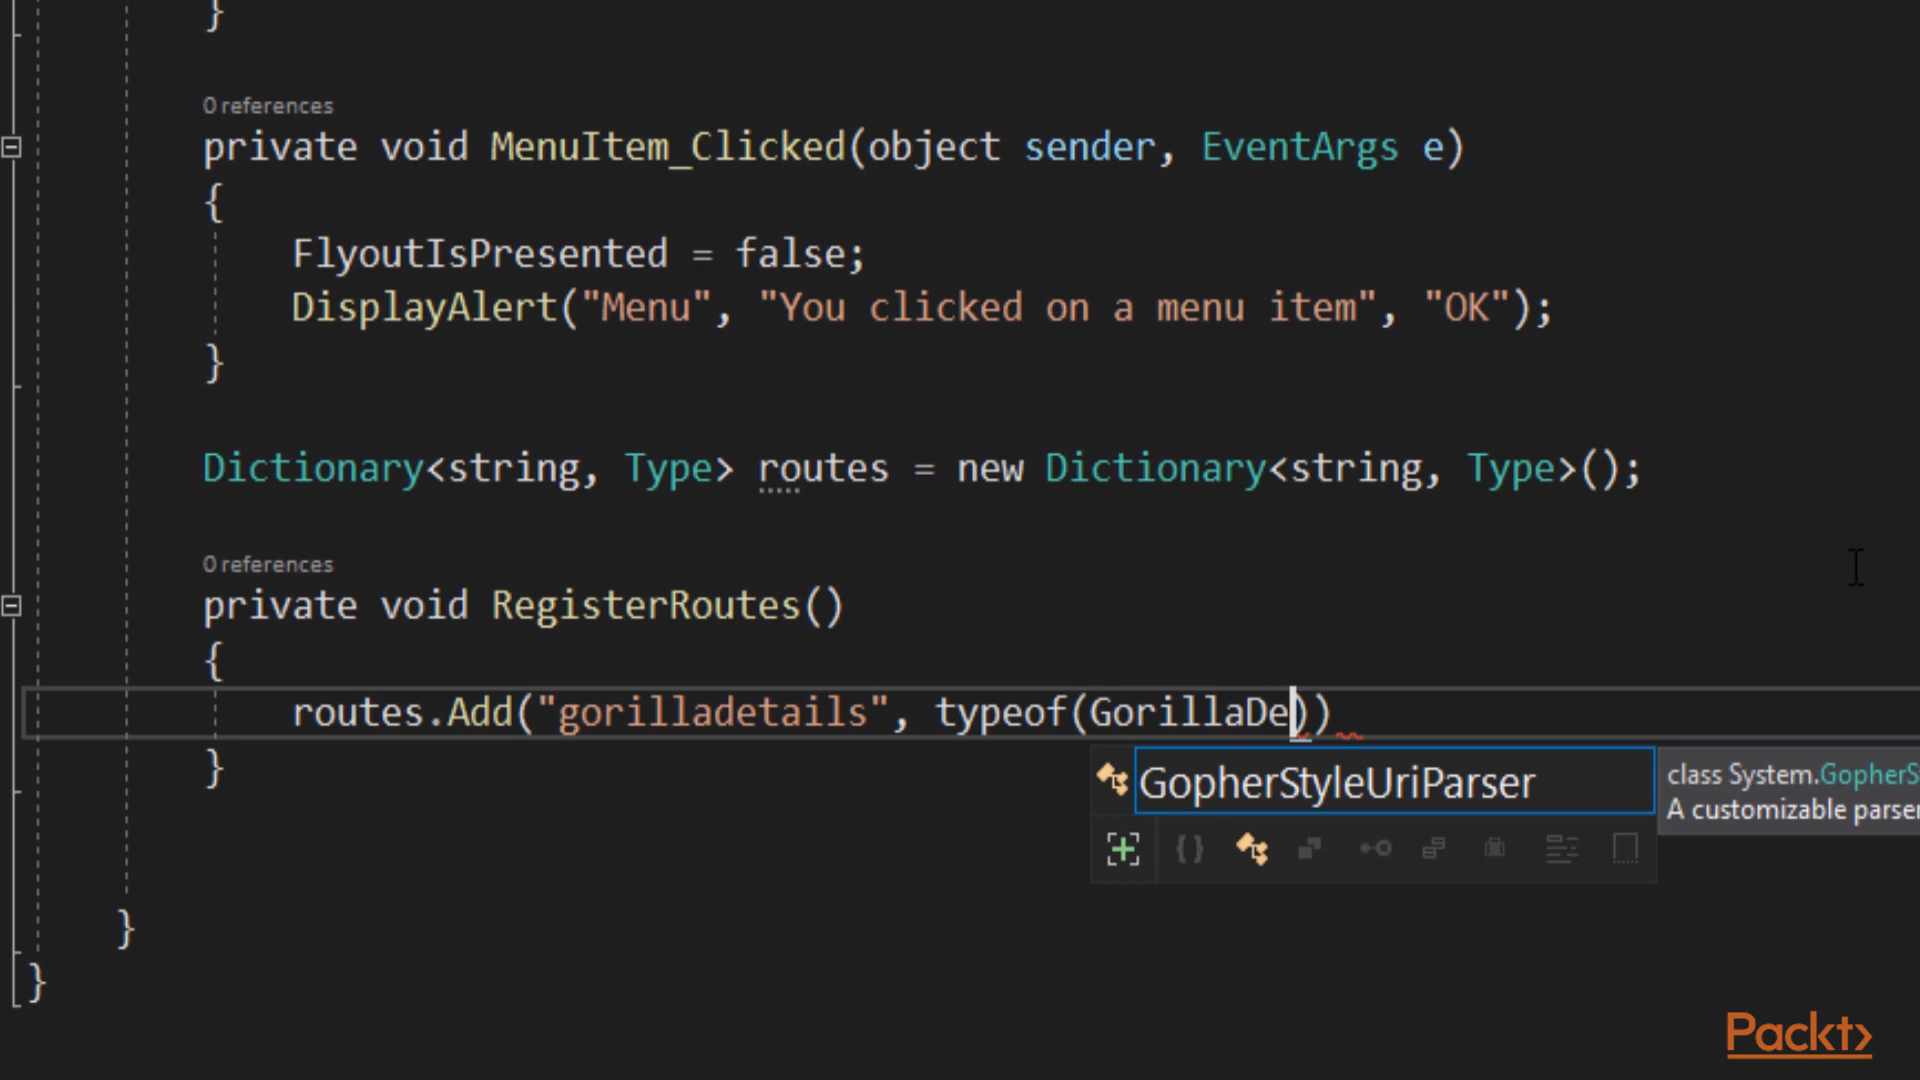 }
0 references
private void MenuItem_Clicked(object sender, EventArgs e)
{
FlyoutIsPresented = false;
DisplayAlert("Menu", "You clicked on a menu item", "OK");
}
Dictionary<string, Type> routes = new Dictionary<string, Type>();
0 references
private void RegisterRoutes()
{
routes.Add("gorilladetails", typeof(GorillaDe))
GopherStyleUriParser
class System.GopherS
A customizable parser
}
}
}
Packt>